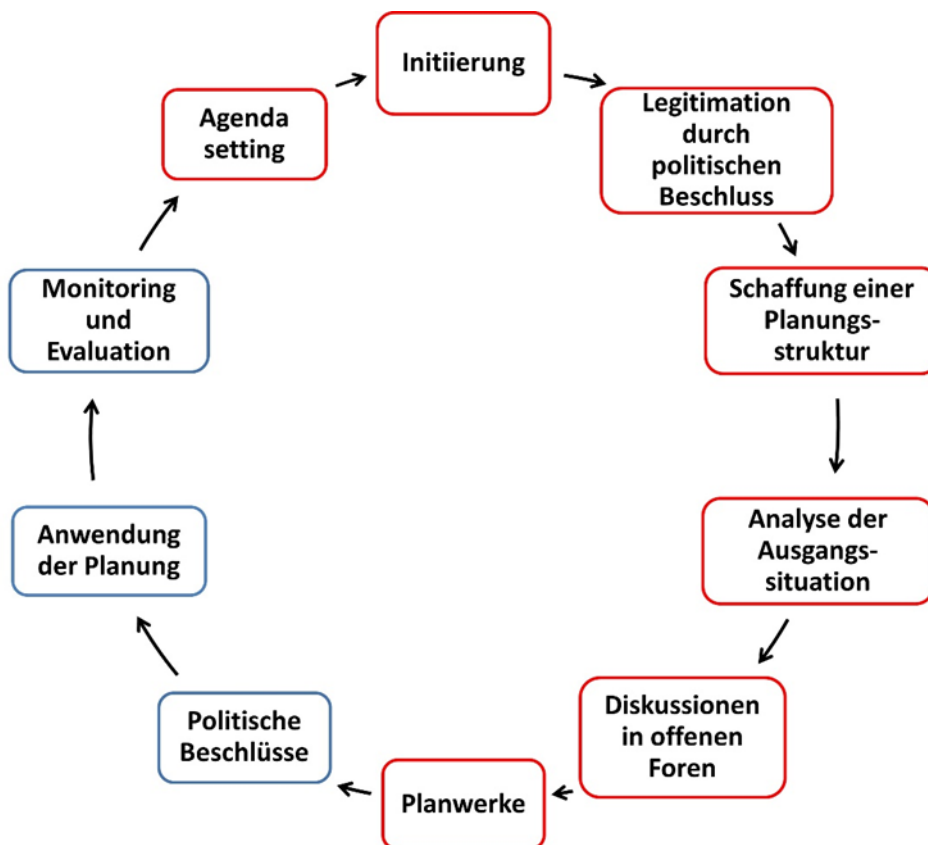 Initiierung
Legitimation
durch
politischen
Beschluss
Schaffung einer
Planungs-
struktur
Analyse der
Ausgangs-
situation
Diskussionen
in offenen
Foren
Planwerke
Politische
Beschlüsse
Anwendung
der Planung
Monitoring
und
Evaluation
Agenda
setting